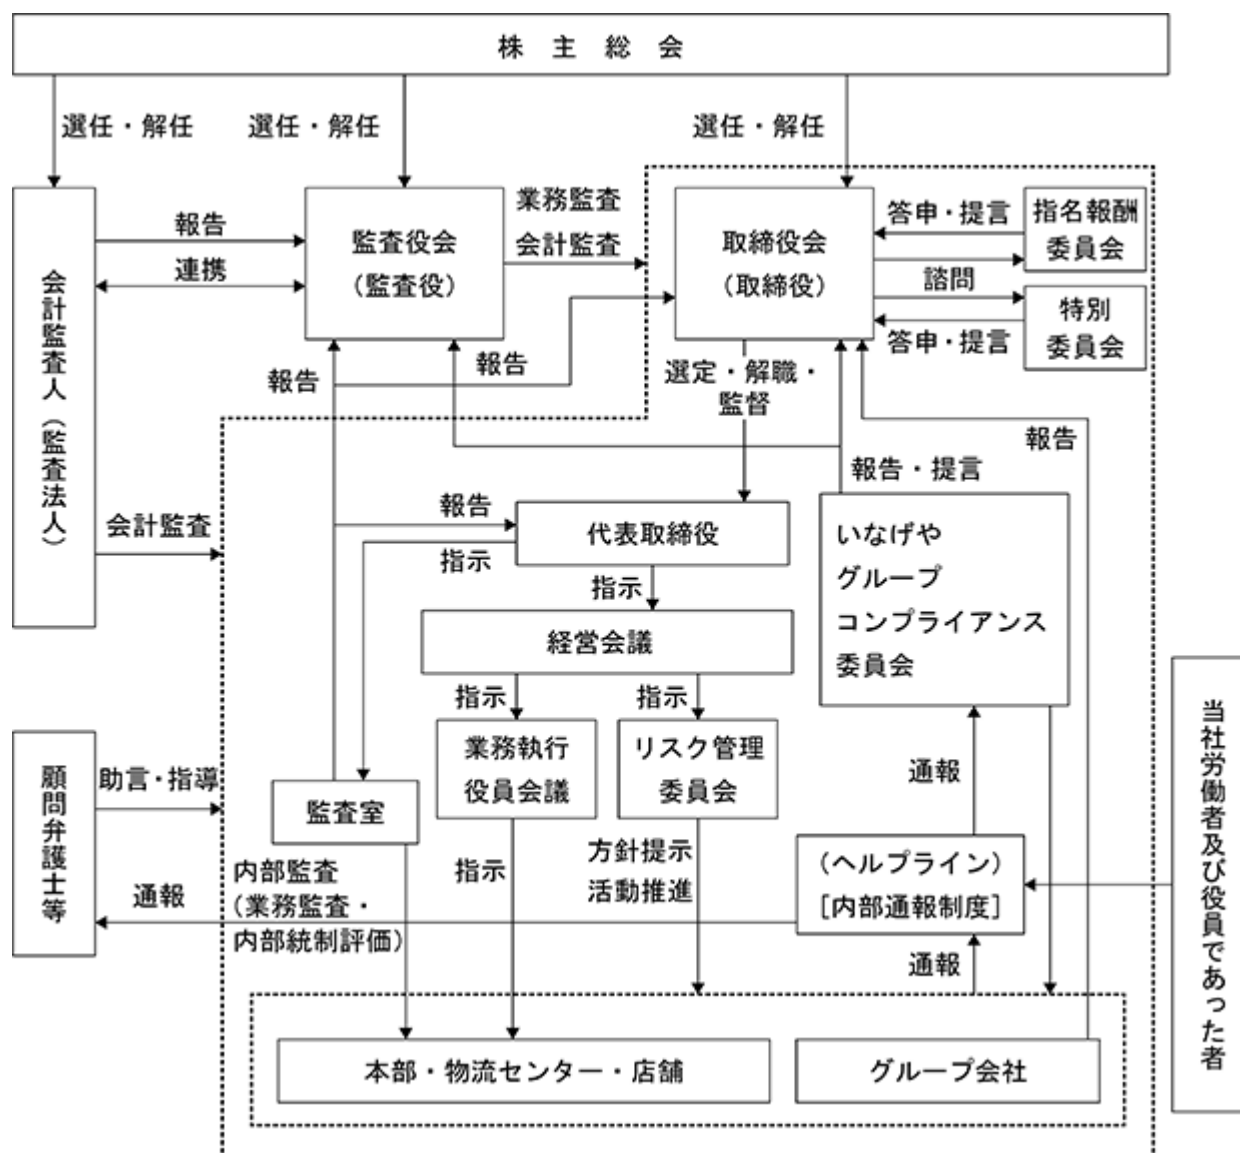 株主総会
選任・解任
選任・解任
選任・解任
会計監査人（監査法人）
報告
連携
監査役会
（監査役）
業務監査
会計監査
取締役会
（取締役）
答申・提言
指名報酬
委員会
諮問
特別
委員会
答申・提言
報告
報告
選定・解職・
監督
報告
報告・提言
会計監査
報告
代表取締役
指示
指示
いなげや
グループ
コンプライアンス
委員会
経営会議
指示
指示
業務執行
役員会議
リスク管理
委員会
監査室
顧問弁護士等
助言・指導
通報
内部監査
（業務監査・
内部統制評価）
指示
方針提示
活動推進
通報
（ヘルプライン）
［内部通報制度］
通報
当社労働者及び役員であった者
本部・物流センター・店舗
グループ会社